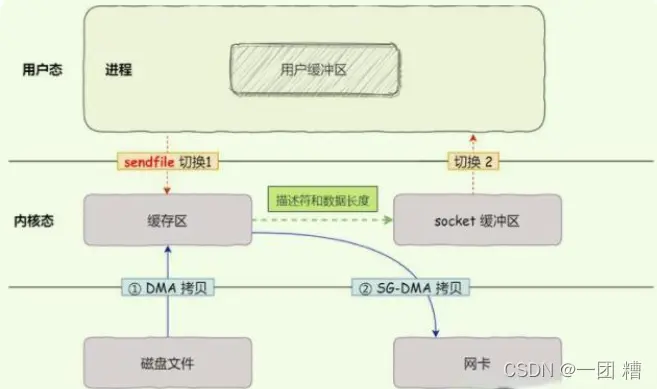 用户态
进程
用户缓冲区
sendfile 切换1
切换 2
内核态
缓存区
描述符和数据长度
socket 缓冲区
① DMA 拷贝
② SG-DMA 拷贝
磁盘文件
网卡
CSDN @一团 糟